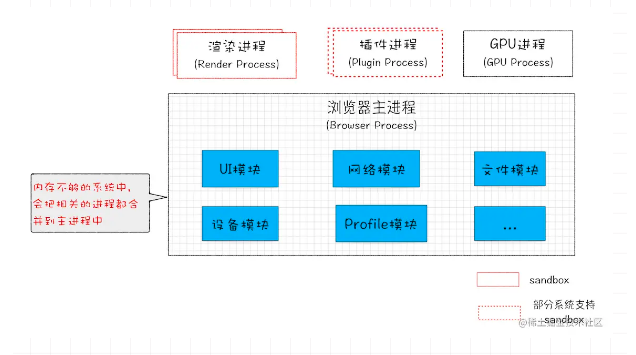 渲染进程
(Render Process)
插件进程
(Plugin Process)
GPU进程
(GPU Process)
浏览器主进程
(Browser Process)
UI模块
网络模块
文件模块
内存不够的系统中，
会把相关的进程都合
并到主进程中
设备模块
Profile模块
...
sandbox
部分系统支持
sandbox
@稀土掘金技术社区